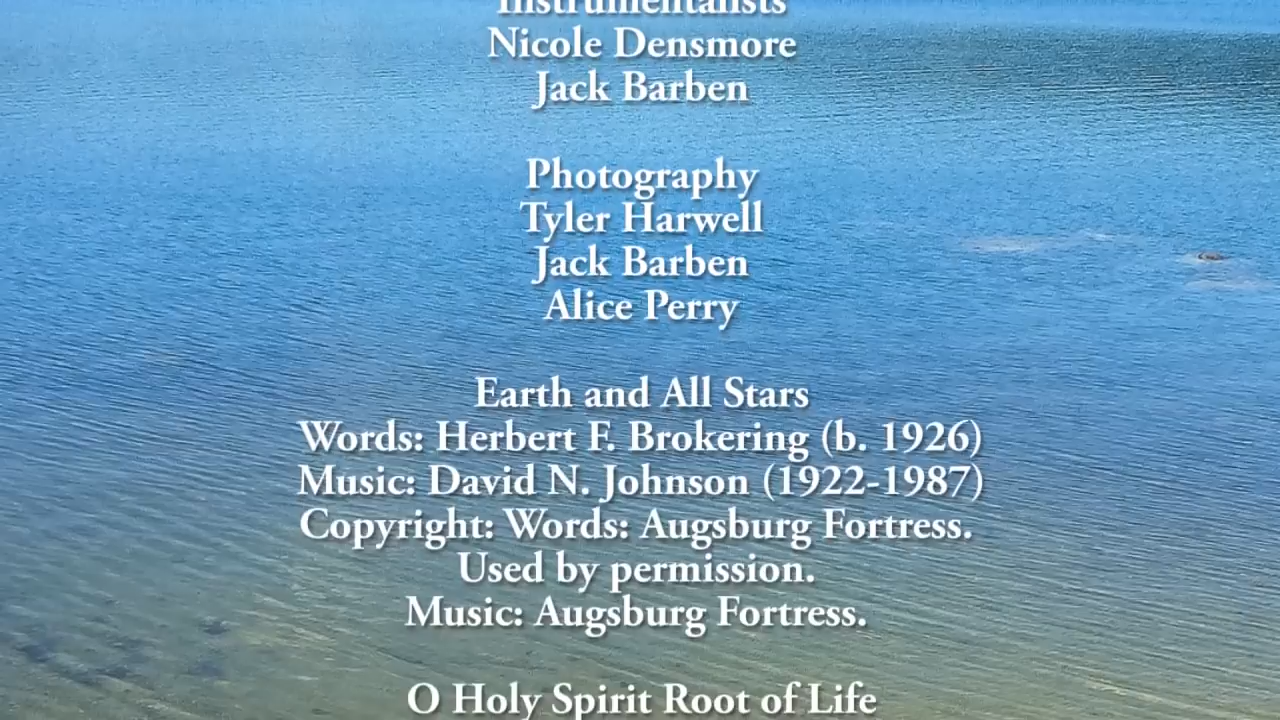 Instrumentalists
Nicole Densmore
Jack Barben
Photography
Tyler Harwell
Jack Barben
Alice Perry
Earth and All Stars
Words: Herbert F. Brokering (b. 1926)
Music: David N. Johnson (1922-1987)
Copyright: Words: Augsburg Fortress.
Used by permission.
Music: Augsburg Fortress.
O Holy Spirit Root of Life